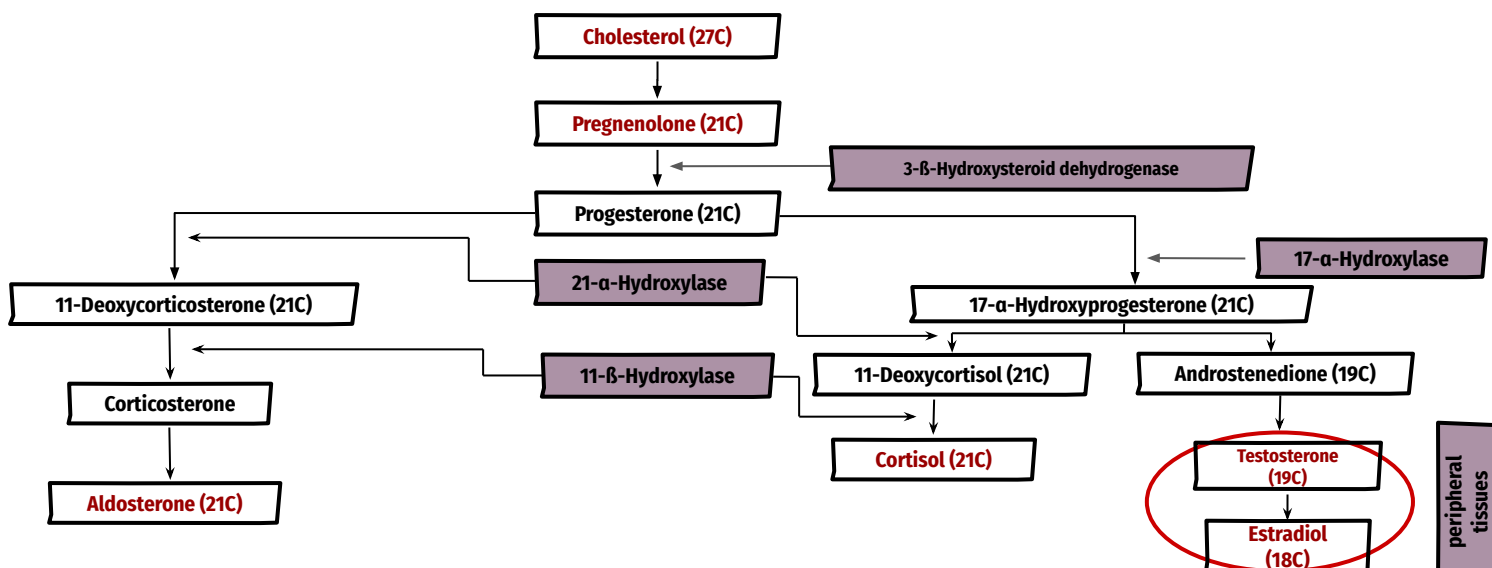 Cholesterol (27C)
Pregnenolone (21C)
3-ß-Hydroxysteroid dehydrogenase
Progesterone (21C)
17-α-Hydroxylase
21-α-Hydroxylase
11-Deoxycorticosterone (21C)
17-α-Hydroxyprogesterone (21C)
11-ß-Hydroxylase
11-Deoxycortisol (21C)
Androstenedione (19C)
Corticosterone
Cortisol (21C)
Testosterone
(19C)
peripheral
tissues
Aldosterone (21C)
Estradiol
(18C)